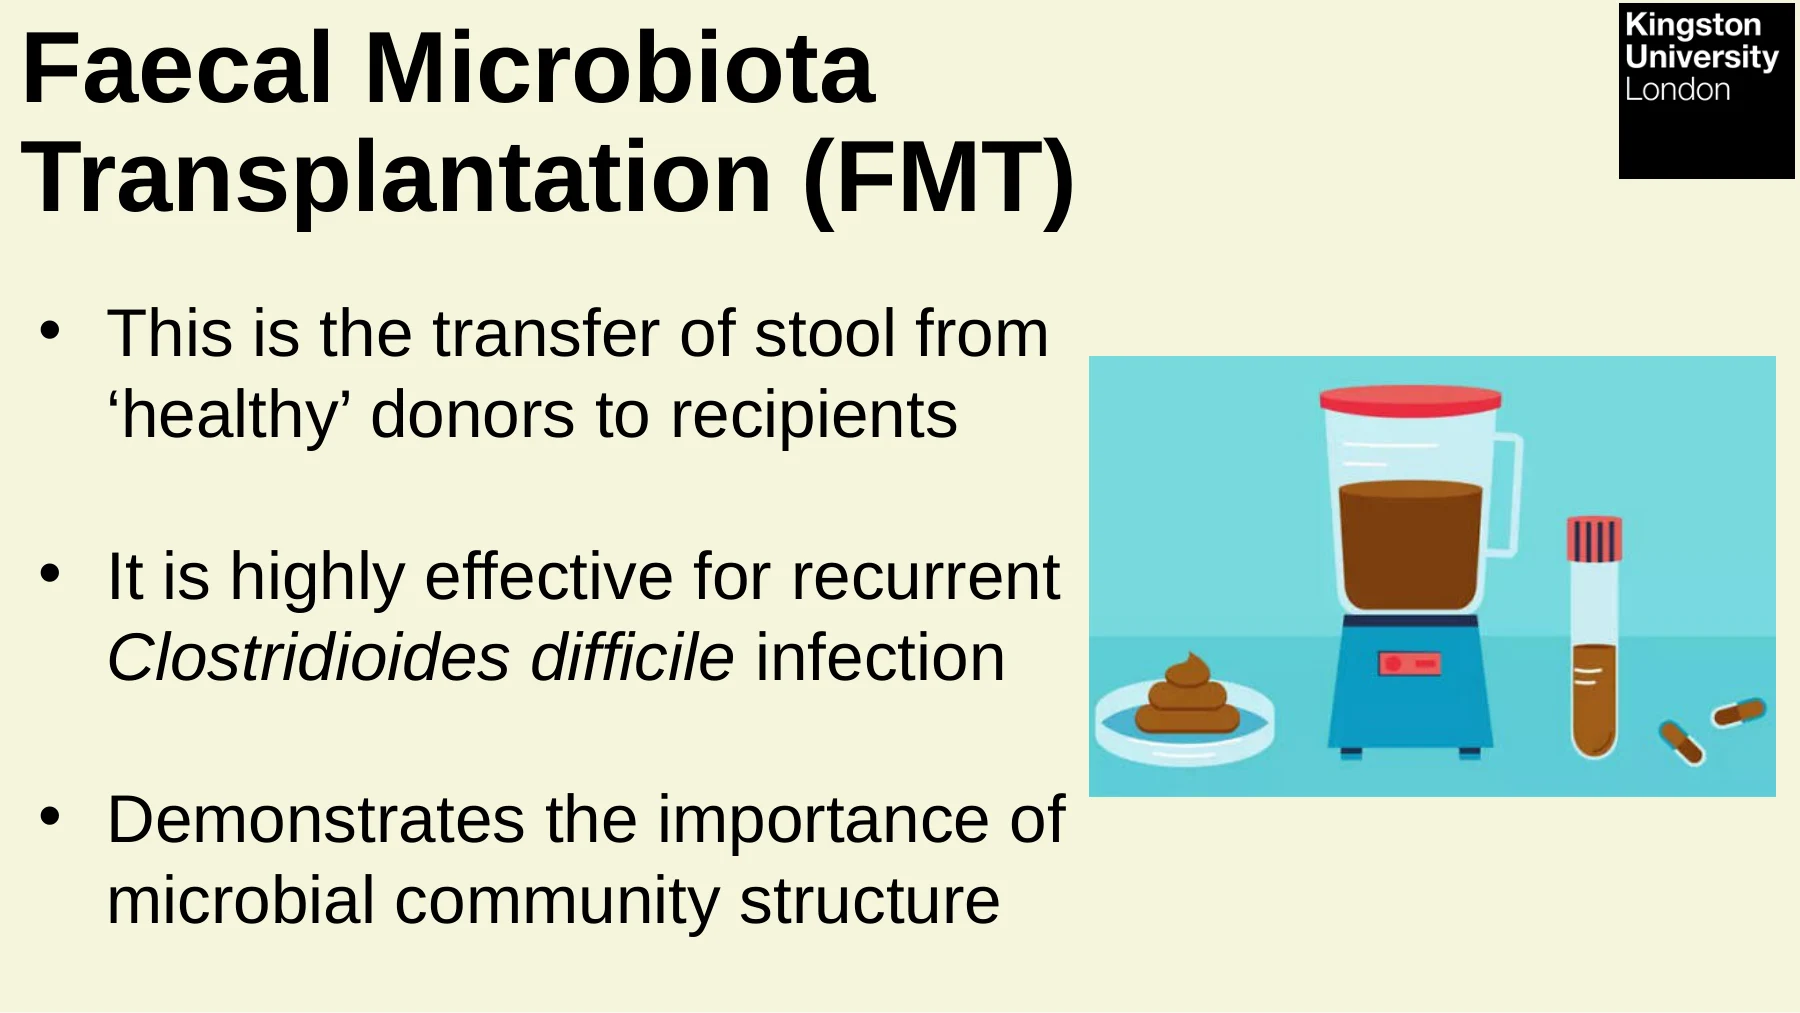 Faecal Microbiota
Transplantation (FMT)
Kingston
University
London
• This is the transfer of stool from
‘healthy’ donors to recipients
• It is highly effective for recurrent
Clostridioides difficile infection
• Demonstrates the importance of
microbial community structure